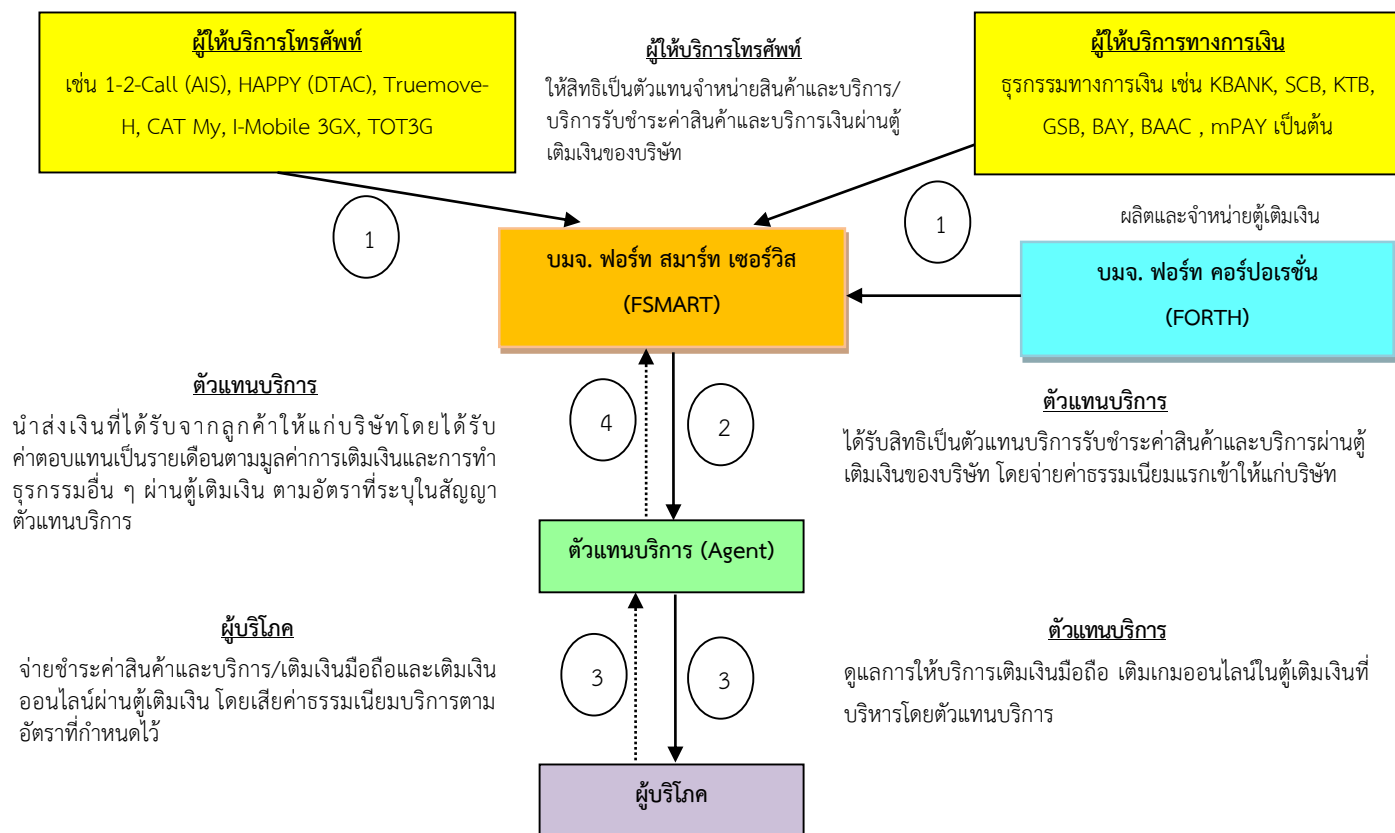 ผู้ให้บริการโทรศัพท์
เช่น 1-2-Call (AIS), HAPPY (DTAC), Truemove-
H, CAT My, I-Mobile 3GX, TOT3G
ผู้ให้บริการโทรศัพท์
ให้สิทธิเป็นตัวแทนจำหน่ายสินค้าและบริการ/
บริการรับชำระค่าสินค้าและบริการเงินผ่านตู้
เติมเงินของบริษัท
ผู้ให้บริการทางการเงิน
ธุรกรรมทางการเงิน เช่น KBANK, SCB, KTB,
GSB, BAY, BAAC , mPAY เป็นต้น
1
1
ผลิตและจำหน่ายตู้เติมเงิน
บมจ. ฟอร์ท สมาร์ท เซอร์วิส
(FSMART)
บมจ. ฟอร์ท คอร์ปอเรชั่น
(FORTH)
ตัวแทนบริการ
นำส่งเงินที่ได้รับจากลูกค้าให้แก่บริษัทโดยได้รับ
ค่าตอบแทนเป็นรายเดือนตามมูลค่าการเติมเงินและการทำ
ธุรกรรมอื่น ๆ ผ่านตู้เติมเงิน ตามอัตราที่ระบุในสัญญา
ตัวแทนบริการ
4
2
ตัวแทนบริการ
ได้รับสิทธิเป็นตัวแทนบริการรับชำระค่าสินค้าและบริการผ่านตู้
เติมเงินของบริษัท โดยจ่ายค่าธรรมเนียมแรกเข้าให้แก่บริษัท
ตัวแทนบริการ (Agent)
ผู้บริโภค
จ่ายชำระค่าสินค้าและบริการ/เติมเงินมือถือและเติมเงิน
ออนไลน์ผ่านตู้เติมเงิน โดยเสียค่าธรรมเนียมบริการตาม
อัตราที่กำหนดไว้
3
3
ตัวแทนบริการ
ดูแลการให้บริการเติมเงินมือถือ เติมเกมออนไลน์ในตู้เติมเงินที่
บริหารโดยตัวแทนบริการ
ผู้บริโภค